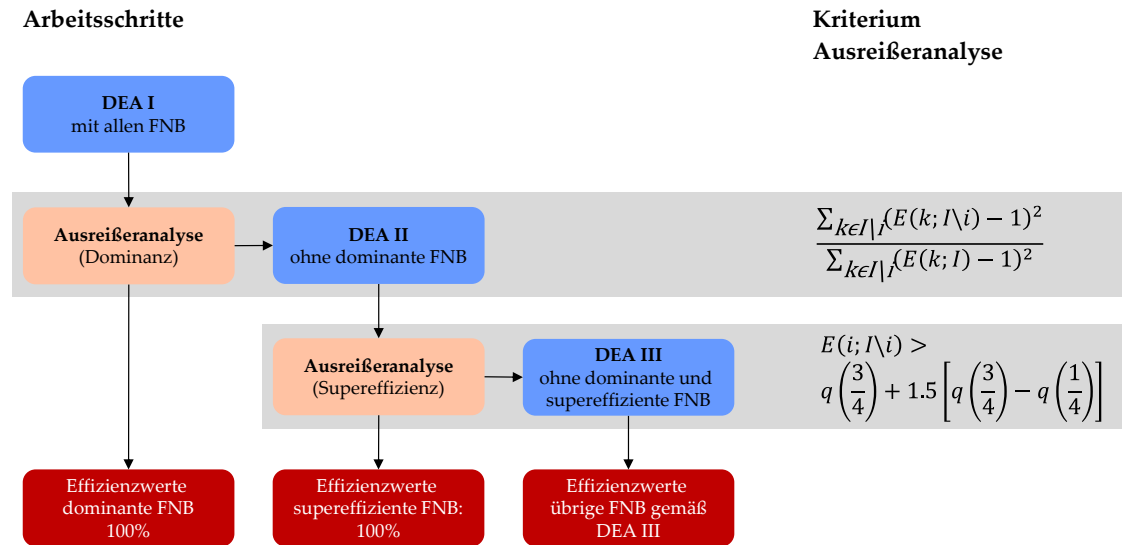 Arbeitsschritte
Kriterium
Ausreißeranalyse
DEA I
mit allen FNB
Ausreißeranalyse
(Dominanz)
DEA II
ohne dominante FNB
∑_{kϵI|i}(E(k; I\i) − 1)²
∑_{kϵI|i}(E(k; I) − 1)²
Ausreißeranalyse
(Supereffizienz)
DEA III
ohne dominante und
supereffiziente FNB
E(i; I\i) >
q(3/4) + 1.5 [q(3/4) − q(1/4)]
Effizienzwerte
dominante FNB
100%
Effizienzwerte
supereffiziente FNB:
100%
Effizienzwerte
übrige FNB gemäß
DEA III